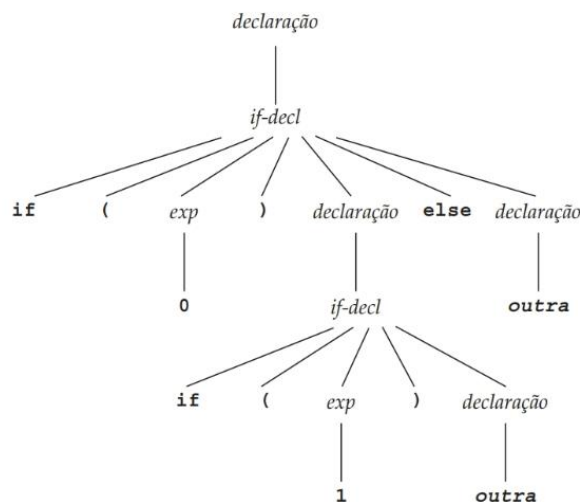 declaração
if-decl
if ( exp ) declaração else declaração
0 if-decl outra
if ( exp ) declaração
1 outra